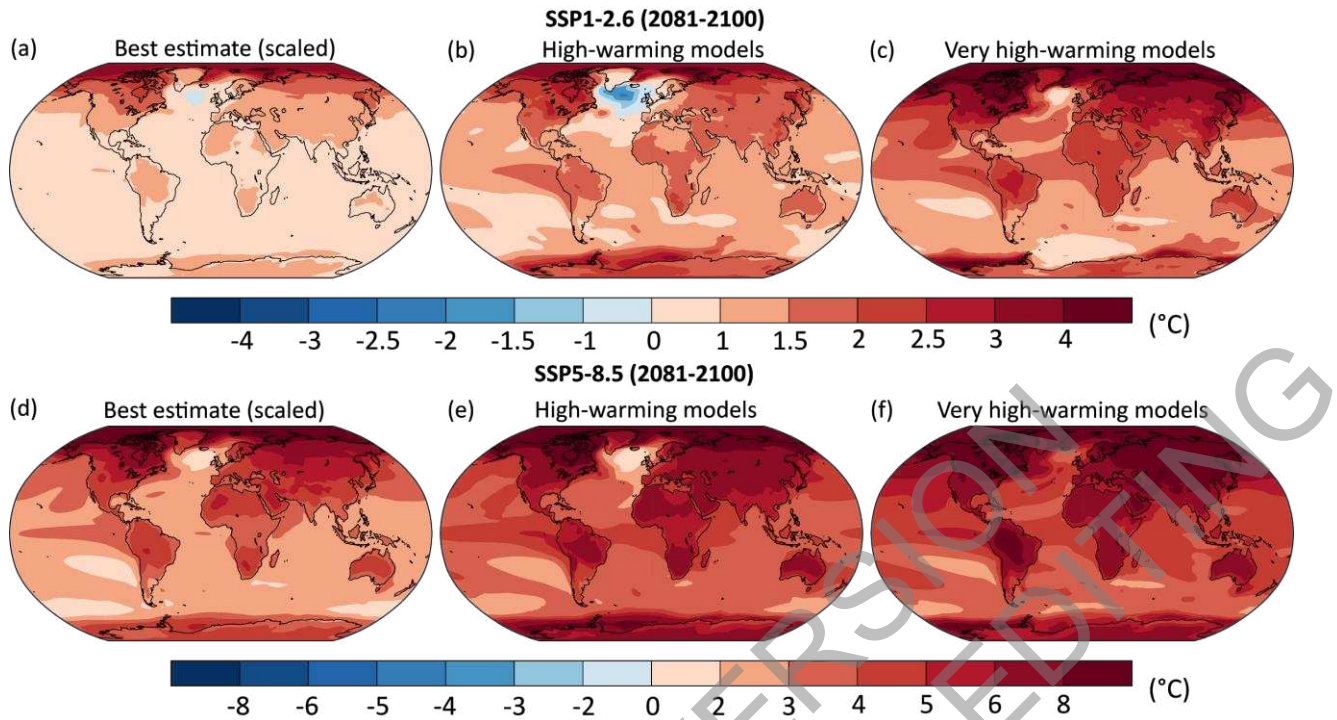 SSP1-2.6 (2081-2100)
(a) Best estimate (scaled) (b) High-warming models (c) Very high-warming models
-4 -3 -2.5 -2 -1.5 -1 0 1 1.5 2 2.5 3 4 (°C)
SSP5-8.5 (2081-2100)
(d) Best estimate (scaled) (e) High-warming models (f) Very high-warming models
-8 -6 -5 -4 -3 -2 0 2 3 4 5 6 8 (°C)
ERSION
EDITING